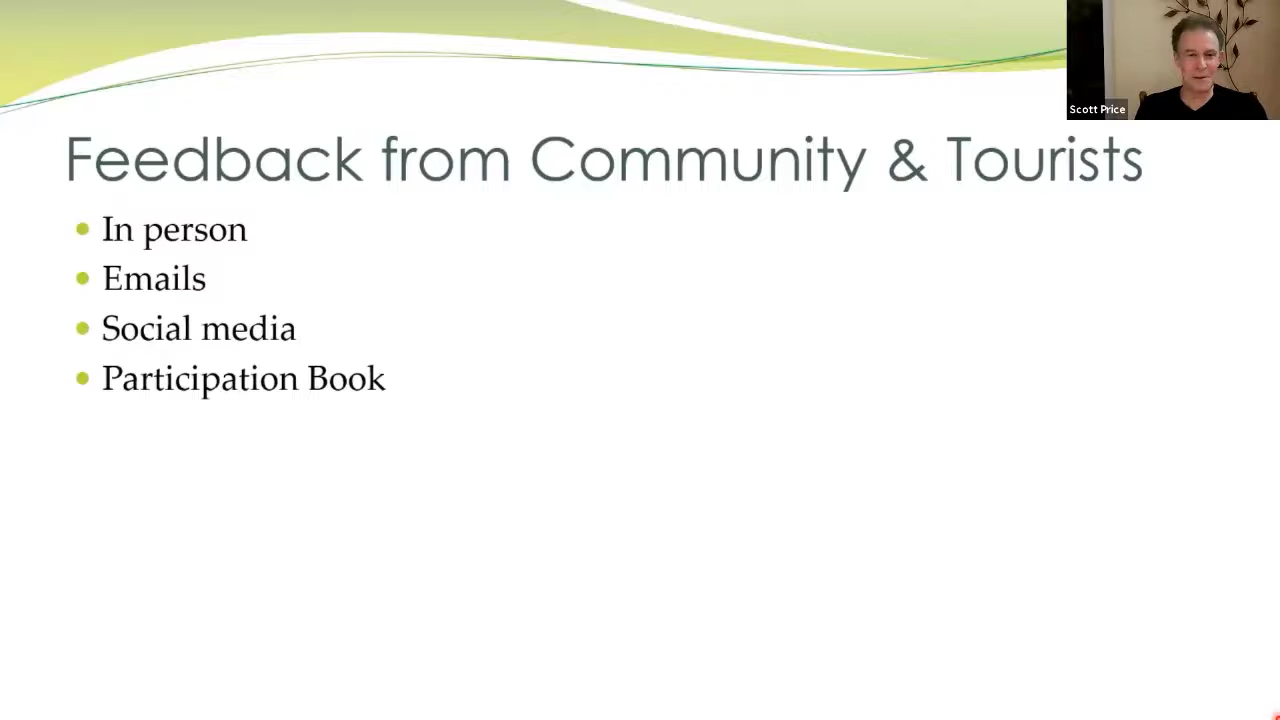 Scott Price
Feedback from Community & Tourists
In person
Emails
Social media
Participation Book